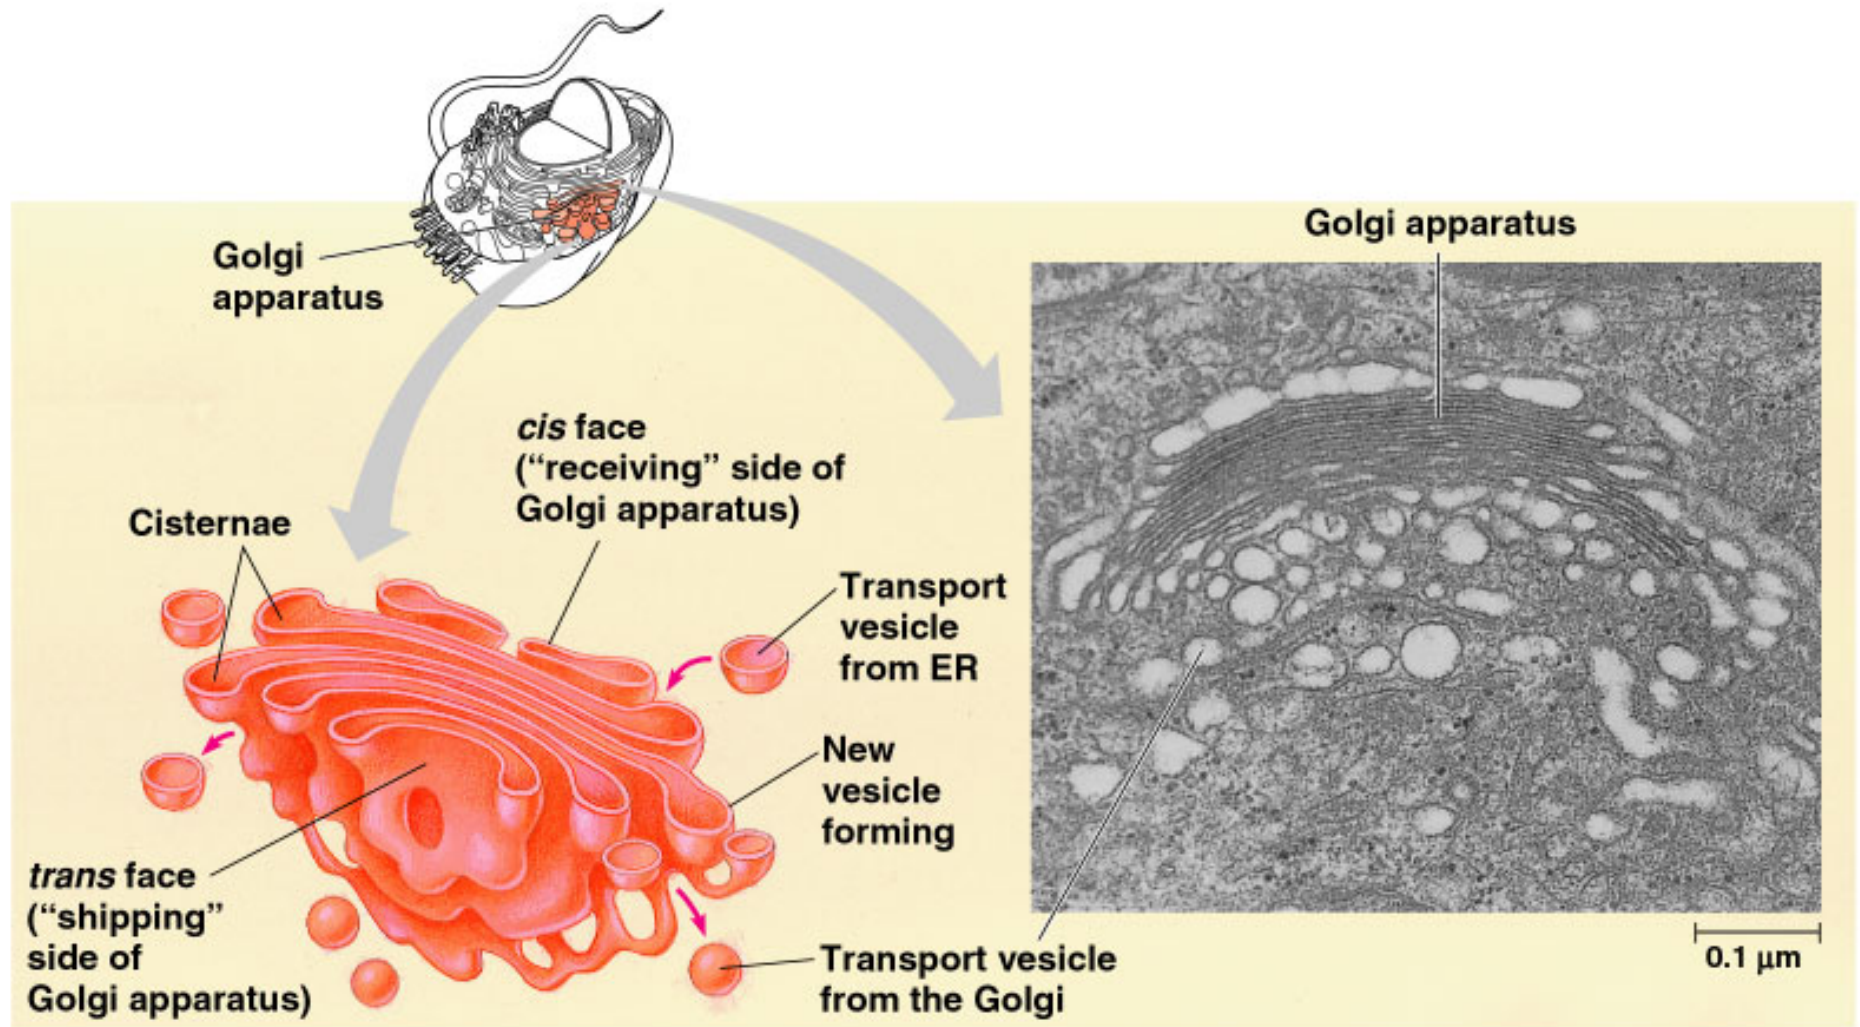 Golgi
apparatus
Golgi apparatus
cis face
(“receiving” side of
Golgi apparatus)
Cisternae
Transport
vesicle
from ER
New
vesicle
forming
trans face
(“shipping”
side of
Golgi apparatus)
Transport vesicle
from the Golgi
0.1 μm